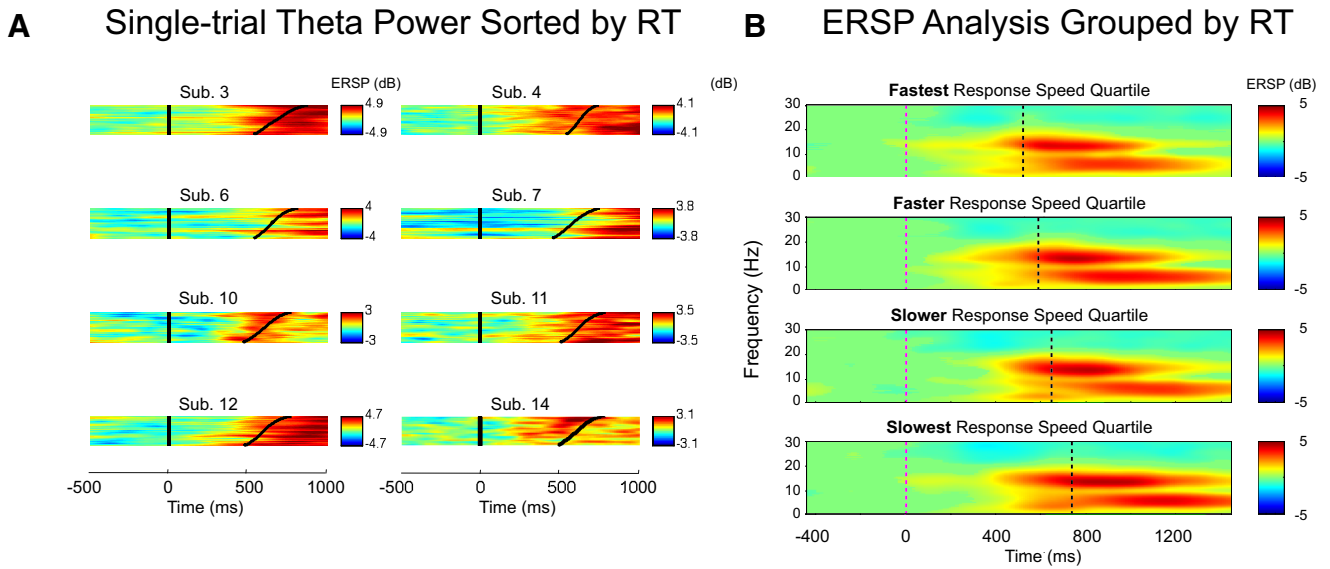 A
Single-trial Theta Power Sorted by RT
ERSP (dB)
(dB)
Sub. 3
4.9
-4.9
Sub. 4
4.1
-4.1
Sub. 6
4
-4
Sub. 7
3.8
-3.8
Sub. 10
3
-3
Sub. 11
3.5
-3.5
Sub. 12
4.7
-4.7
Sub. 14
3.1
-3.1
-500 0 500 1000
Time (ms)
-500 0 500 1000
Time (ms)
B
ERSP Analysis Grouped by RT
ERSP (dB)
Frequency (Hz)
Fastest Response Speed Quartile
30
20
10
0
5
-5
Faster Response Speed Quartile
30
20
10
0
5
-5
Slower Response Speed Quartile
30
20
10
0
5
-5
Slowest Response Speed Quartile
30
20
10
0
5
-5
-400 0 400 800 1200
Time (ms)